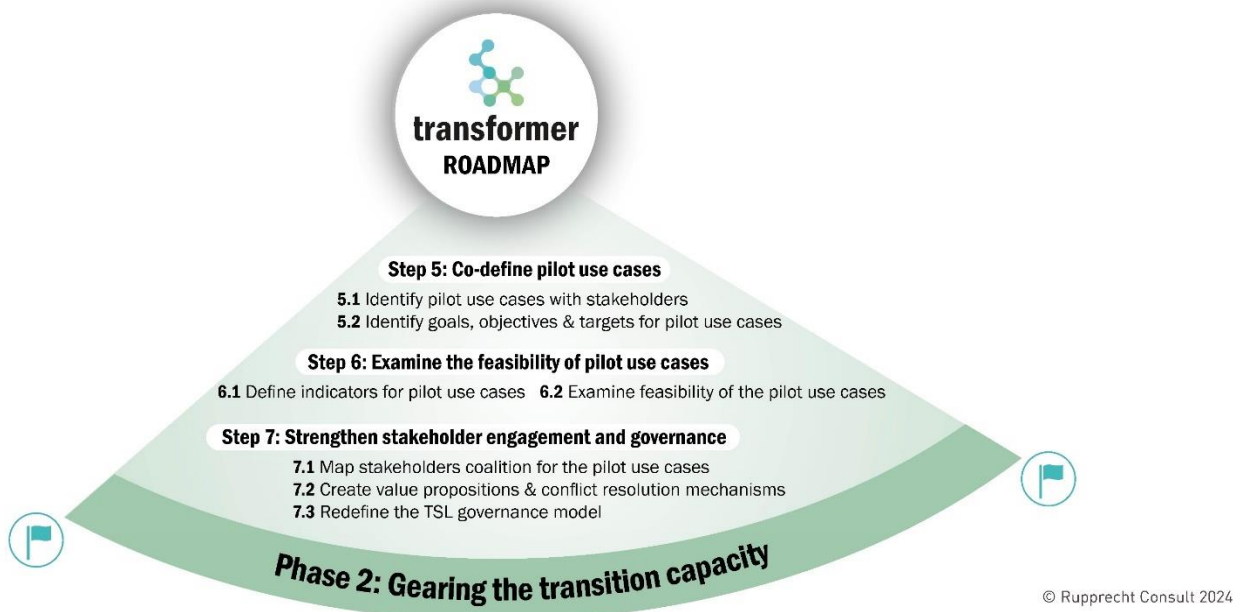 transformer
ROADMAP
Step 5: Co-define pilot use cases
5.1 Identify pilot use cases with stakeholders
5.2 Identify goals, objectives & targets for pilot use cases
Step 6: Examine the feasibility of pilot use cases
6.1 Define indicators for pilot use cases 6.2 Examine feasibility of the pilot use cases
Step 7: Strengthen stakeholder engagement and governance
7.1 Map stakeholders coalition for the pilot use cases
7.2 Create value propositions & conflict resolution mechanisms
7.3 Redefine the TSL governance model
Phase 2: Gearing the transition capacity
© Rupprecht Consult 2024